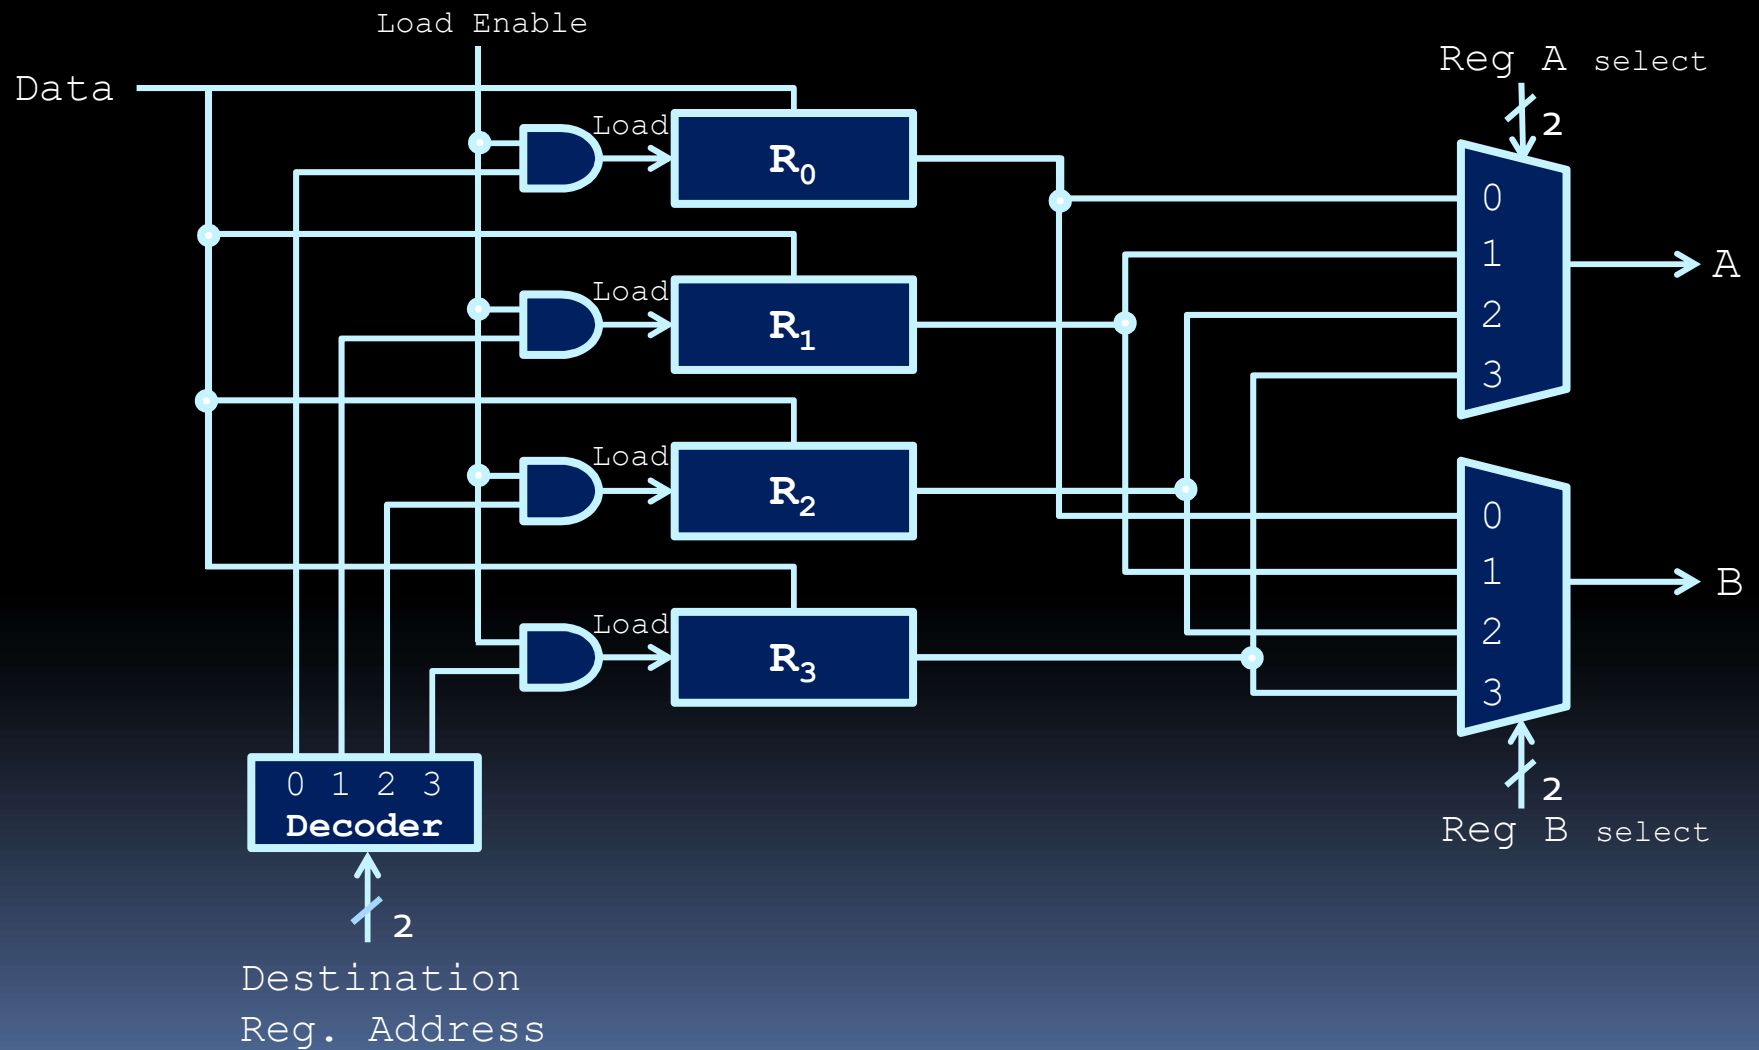 Load Enable
Data
Reg A select
2
Load
R0
0
1
2
3
A
Load
R1
Load
R2
0
1
2
3
B
Load
R3
2
Reg B select
0 1 2 3
Decoder
2
Destination
Reg. Address